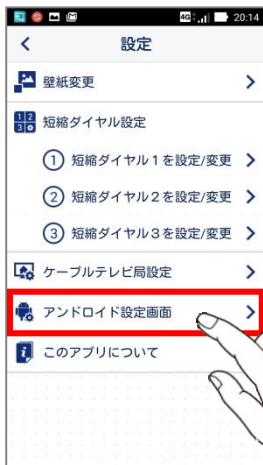 4G 20:14
設定
壁紙変更
短縮ダイヤル設定
1 短縮ダイヤル1を設定/変更
2 短縮ダイヤル2を設定/変更
3 短縮ダイヤル3を設定/変更
ケーブルテレビ局設定
アンドロイド設定画面
このアプリについて